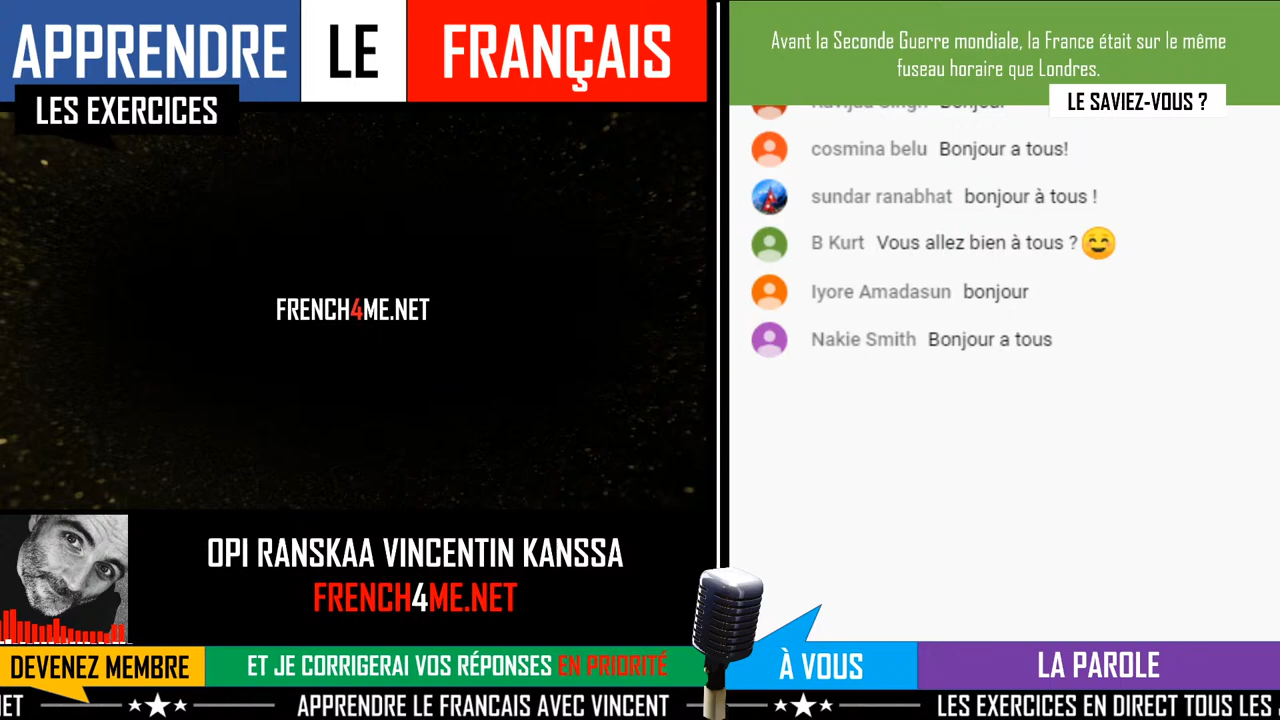 APPRENDRE LE FRANÇAIS
LES EXERCICES
FRENCH4ME.NET
OPI RANSKAA VINCENTIN KANSSA
FRENCH4ME.NET
DEVENEZ MEMBRE
ET JE CORRIGERAI VOS RÉPONSES EN PRIORITÉ
Avant la Seconde Guerre mondiale, la France était sur le même
fuseau horaire que Londres.
LE SAVIEZ-VOUS ?
cosmina belu Bonjour a tous!
sundar ranabhat bonjour à tous !
B Kurt Vous allez bien à tous ? 😊
Iyore Amadasun bonjour
Nakie Smith Bonjour a tous
À VOUS
LA PAROLE
NET APPRENDRE LE FRANCAIS AVEC VINCENT LES EXERCICES EN DIRECT TOUS LES